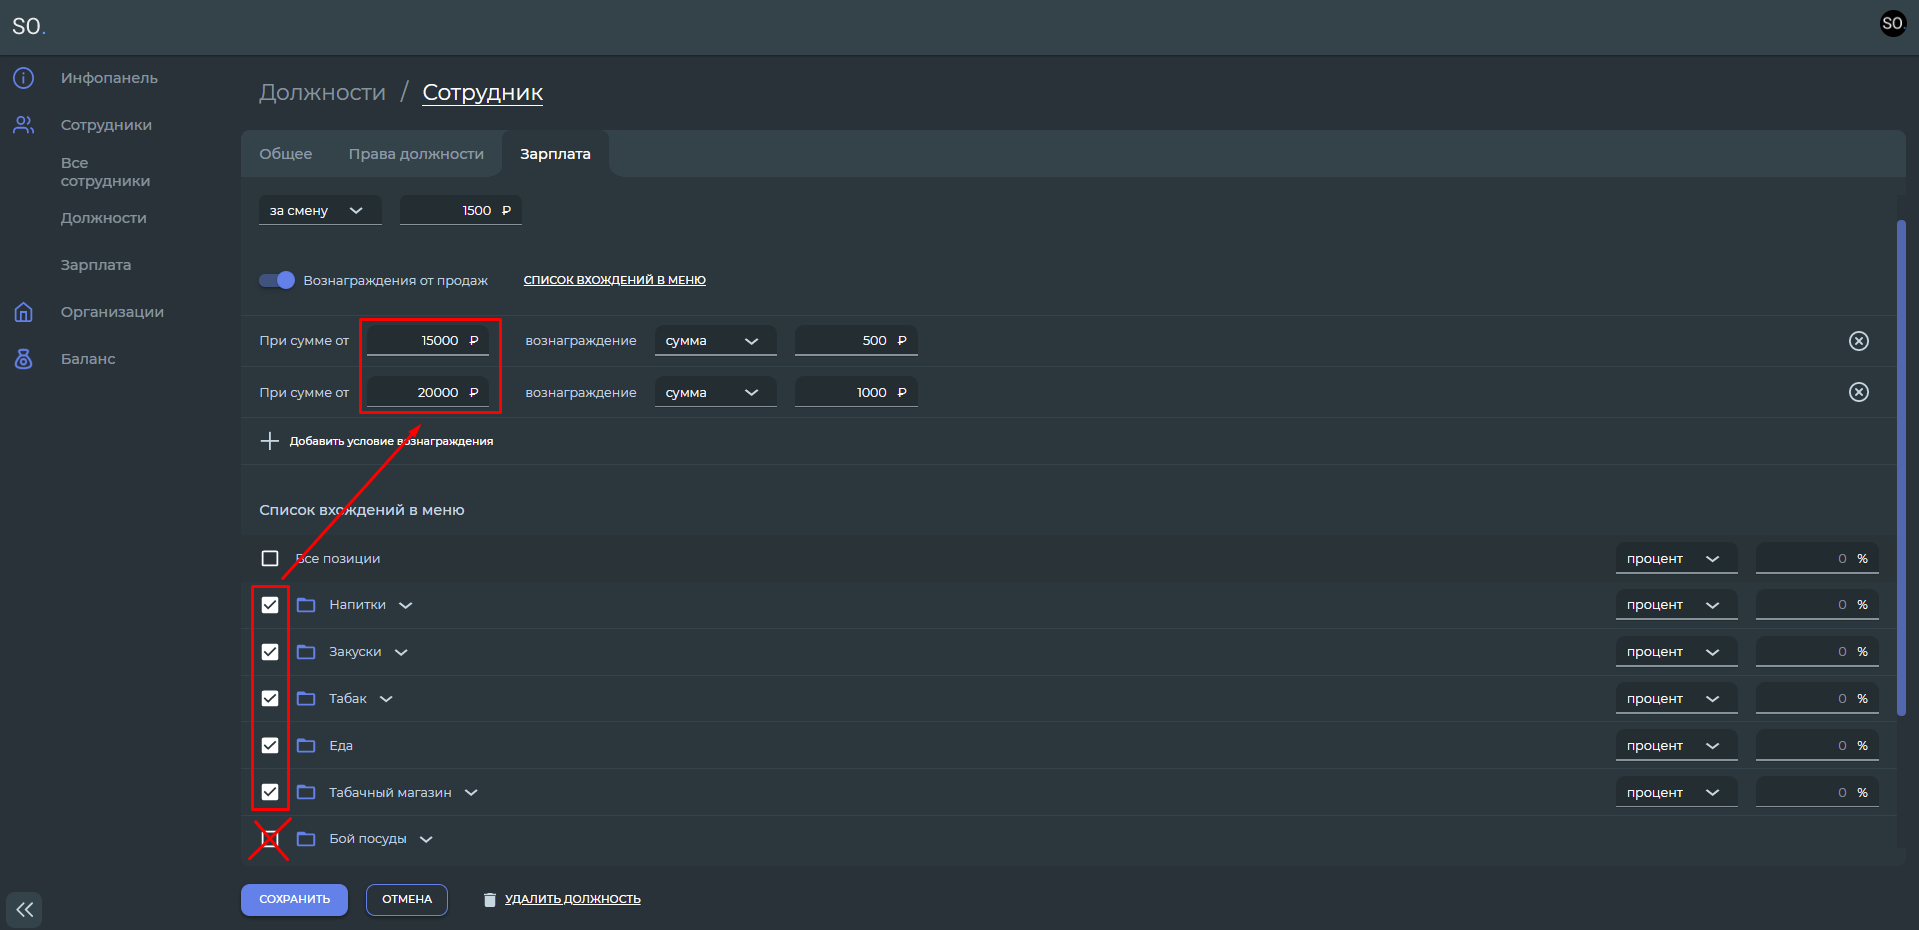 SO.
SO.
Инфопанель
Сотрудники
Все
сотрудники
Должности
Зарплата
Организации
Баланс
Должности / Сотрудник
Общее Права должности Зарплата
за смену 1500 ₽
Вознаграждения от продаж СПИСОК ВХОЖДЕНИЙ В МЕНЮ
При сумме от 15000 ₽ вознаграждение сумма 500 ₽
При сумме от 20000 ₽ вознаграждение сумма 1000 ₽
Добавить условие вознаграждения
Список вхождений в меню
Все позиции процент 0 %
Напитки процент 0 %
Закуски процент 0 %
Табак процент 0 %
Еда процент 0 %
Табачный магазин процент 0 %
Бой посуды
СОХРАНИТЬ ОТМЕНА УДАЛИТЬ ДОЛЖНОСТЬ